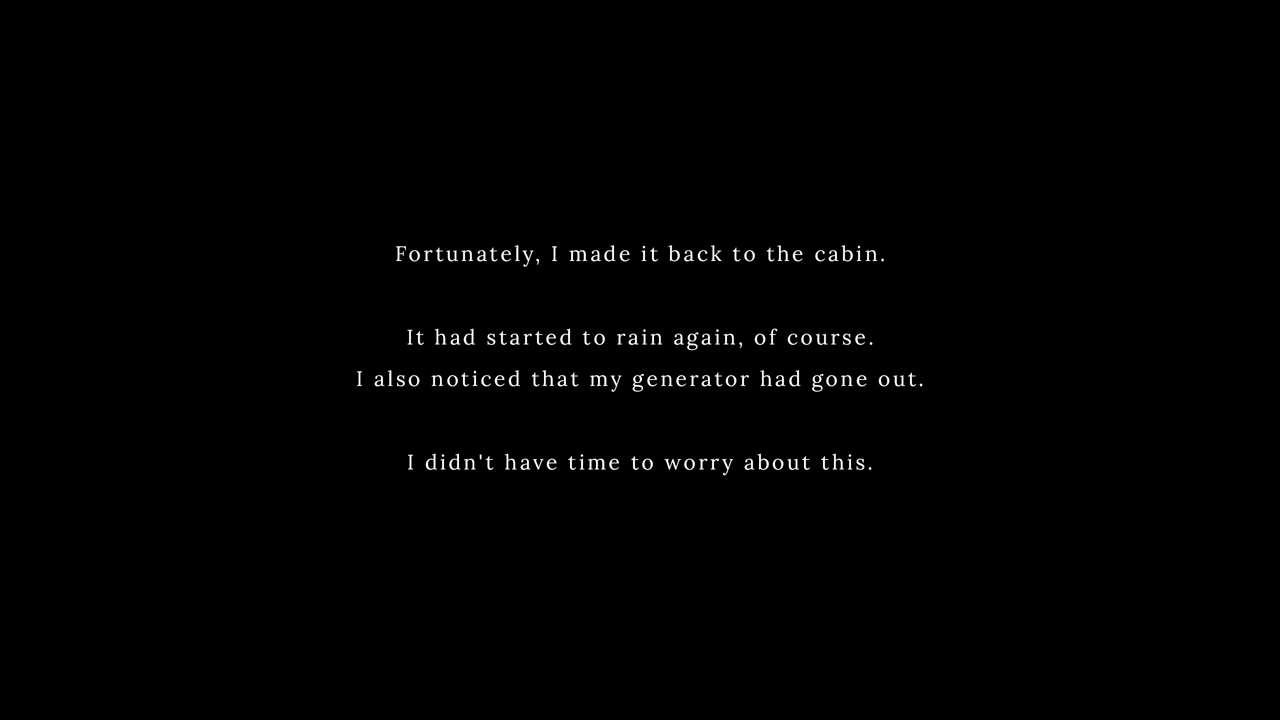 Fortunately, I made it back to the cabin.
It had started to rain again, of course.
I also noticed that my generator had gone out.
I didn't have time to worry about this.